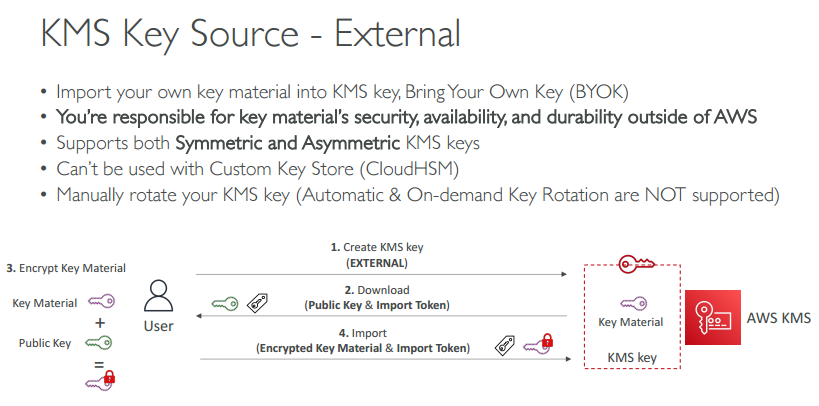 KMS Key Source - External
• Import your own key material into KMS key, Bring Your Own Key (BYOK)
• You're responsible for key material's security, availability, and durability outside of AWS
• Supports both Symmetric and Asymmetric KMS keys
• Can't be used with Custom Key Store (CloudHSM)
• Manually rotate your KMS key (Automatic & On-demand Key Rotation are NOT supported)
3. Encrypt Key Material
Key Material
+
Public Key
=
User
1. Create KMS key
(EXTERNAL)
2. Download
(Public Key & Import Token)
4. Import
(Encrypted Key Material & Import Token)
Key Material
KMS key
AWS KMS